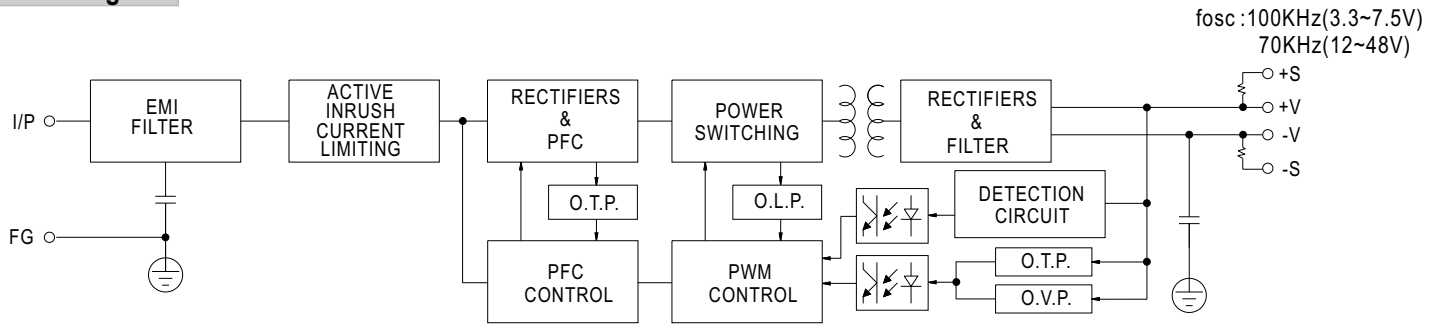 fosc :100KHz(3.3~7.5V)
70KHz(12~48V)
I/P
EMI
FILTER
ACTIVE
INRUSH
CURRENT
LIMITING
RECTIFIERS
&
PFC
POWER
SWITCHING
RECTIFIERS
&
FILTER
+S
+V
-V
-S
O.T.P.
O.L.P.
DETECTION
CIRCUIT
FG
PFC
CONTROL
PWM
CONTROL
O.T.P.
O.V.P.